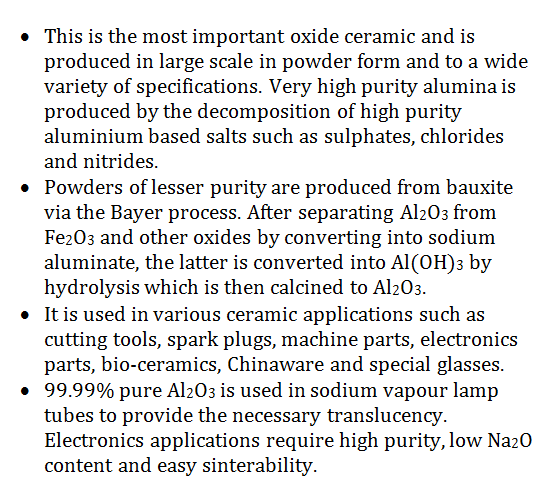 • This is the most important oxide ceramic and is
produced in large scale in powder form and to a wide
variety of specifications. Very high purity alumina is
produced by the decomposition of high purity
aluminium based salts such as sulphates, chlorides
and nitrides.
• Powders of lesser purity are produced from bauxite
via the Bayer process. After separating Al2O3 from
Fe2O3 and other oxides by converting into sodium
aluminate, the latter is converted into Al(OH)3 by
hydrolysis which is then calcined to Al2O3.
• It is used in various ceramic applications such as
cutting tools, spark plugs, machine parts, electronics
parts, bio-ceramics, Chinaware and special glasses.
• 99.99% pure Al2O3 is used in sodium vapour lamp
tubes to provide the necessary translucency.
Electronics applications require high purity, low Na2O
content and easy sinterability.